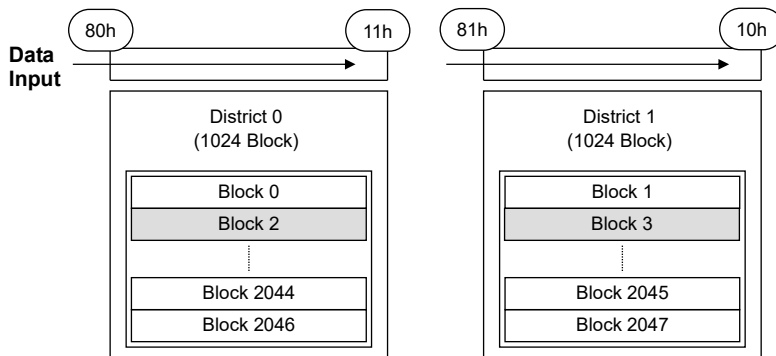 80h
11h
81h
10h
Data
Input
District 0
(1024 Block)
Block 0
Block 2
Block 2044
Block 2046
District 1
(1024 Block)
Block 1
Block 3
Block 2045
Block 2047